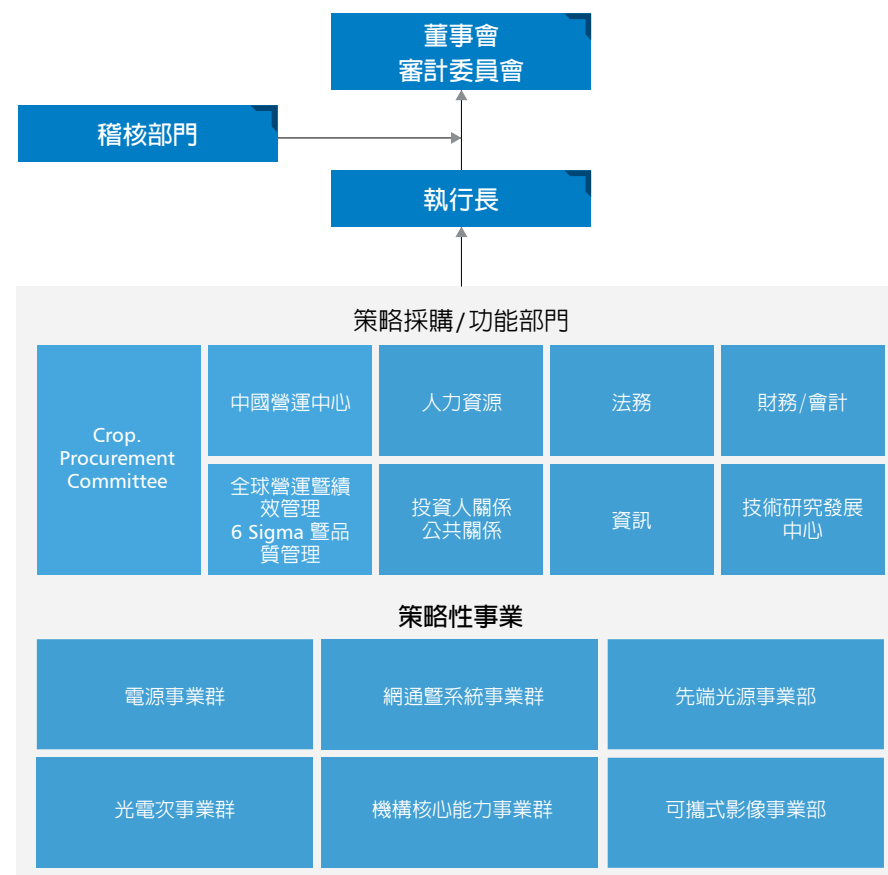 董事會
審計委員會
稽核部門
執行長
策略採購/功能部門
Crop.
Procurement
Committee
中國營運中心
人力資源
法務
財務/會計
全球營運暨績
效管理
6 Sigma 暨品
質管理
投資人關係
公共關係
資訊
技術研究發展
中心
策略性事業
電源事業群
網通暨系統事業群
先端光源事業部
光電次事業群
機構核心能力事業群
可攜式影像事業部